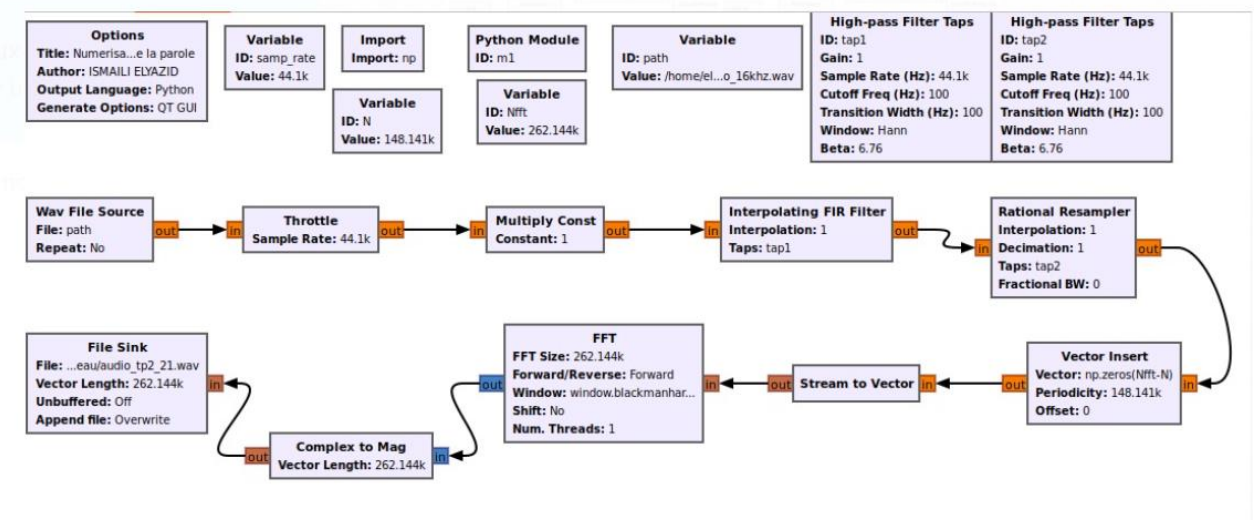 Options
Title: Numerisa...e la parole
Author: ISMAILI ELYAZID
Output Language: Python
Generate Options: QT GUI
Variable
ID: samp_rate
Value: 44.1k
Import
Import: np
Variable
ID: N
Value: 148.141k
Python Module
ID: m1
Variable
ID: Nfft
Value: 262.144k
Variable
ID: path
Value: /home/el...o_16khz.wav
High-pass Filter Taps
ID: tap1
Gain: 1
Sample Rate (Hz): 44.1k
Cutoff Freq (Hz): 100
Transition Width (Hz): 100
Window: Hann
Beta: 6.76
High-pass Filter Taps
ID: tap2
Gain: 1
Sample Rate (Hz): 44.1k
Cutoff Freq (Hz): 100
Transition Width (Hz): 100
Window: Hann
Beta: 6.76
Wav File Source
File: path
Repeat: No
out
in
Throttle
Sample Rate: 44.1k
out
in
Multiply Const
Constant: 1
out
in
Interpolating FIR Filter
Interpolation: 1
Taps: tap1
out
in
Rational Resampler
Interpolation: 1
Decimation: 1
Taps: tap2
Fractional BW: 0
out
File Sink
File: ...eau/audio_tp2_21.wav
Vector Length: 262.144k
Unbuffered: Off
Append file: Overwrite
in
out
Complex to Mag
Vector Length: 262.144k
in
out
FFT
FFT Size: 262.144k
Forward/Reverse: Forward
Window: window.blackmanhar...
Shift: No
Num. Threads: 1
in
out
Stream to Vector
in
out
Vector Insert
Vector: np.zeros(Nfft-N)
Periodicity: 148.141k
Offset: 0
in